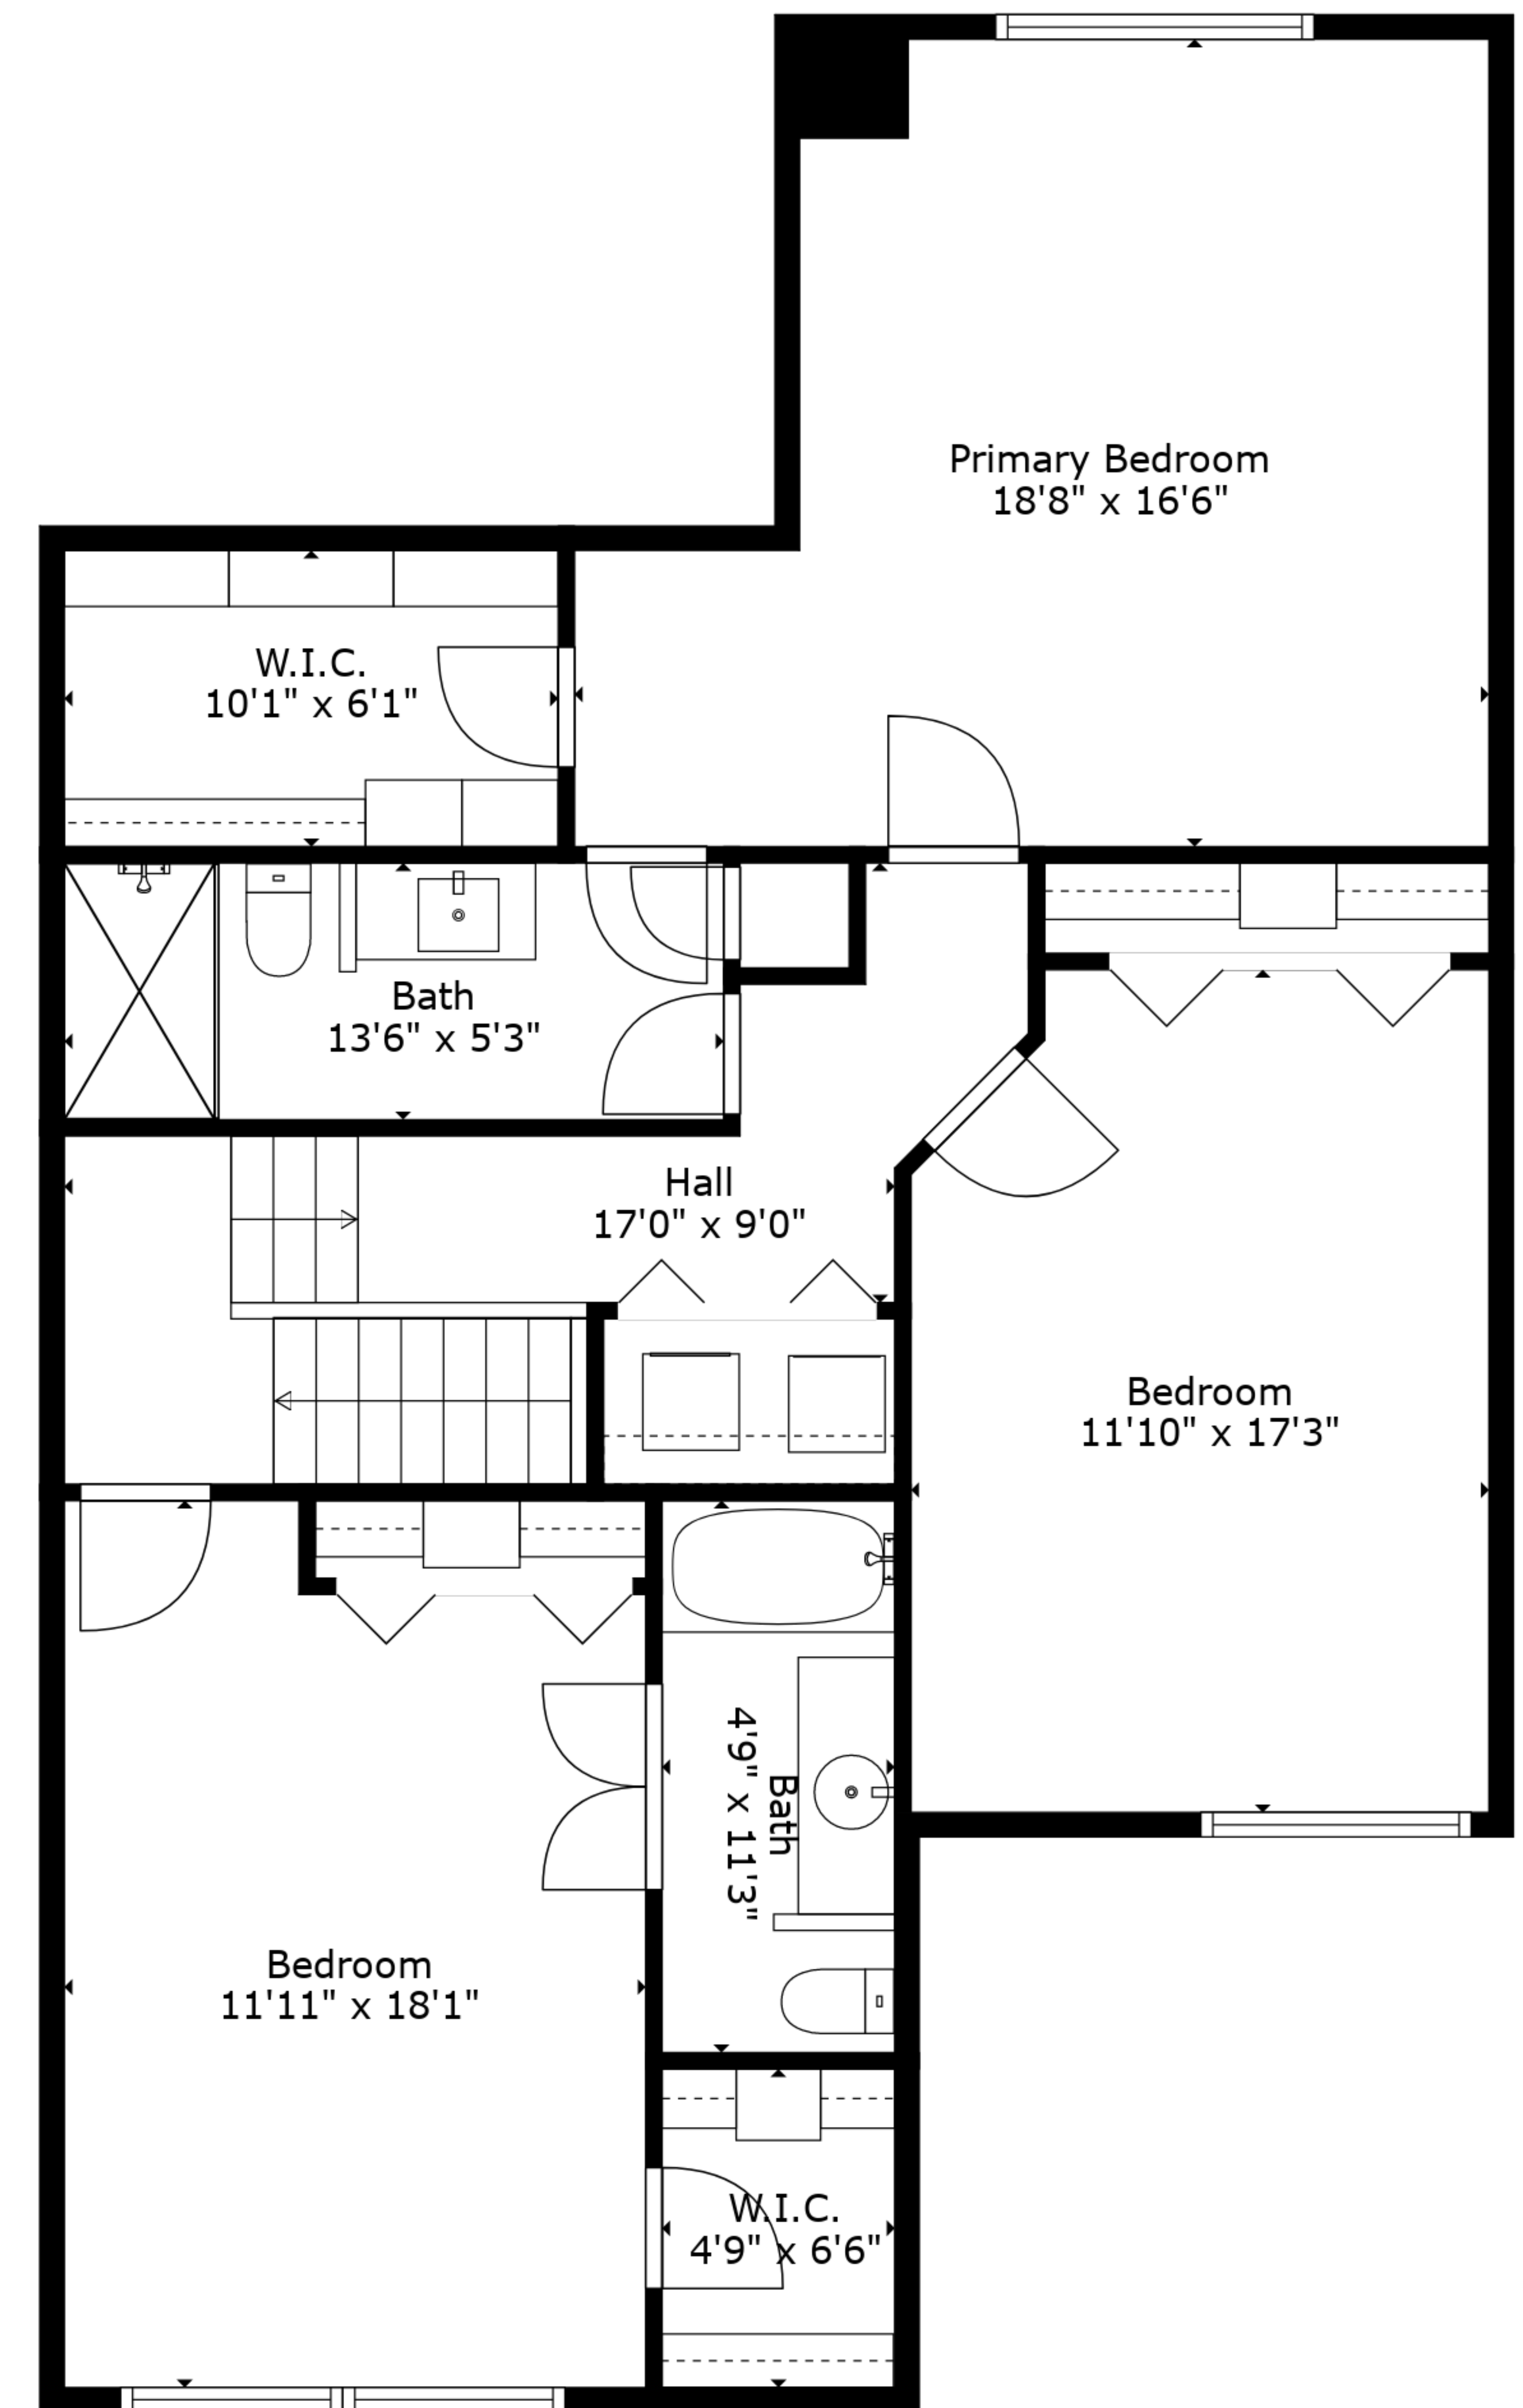 Primary Bedroom
18'8" x 16'6"
W.I.C.
10'1" x 6'1"
Bath
13'6" x 5'3"
Hall
17'0" x 9'0"
Bedroom
11'10" x 17'3"
Bath
4'9" x 11'3"
Bedroom
11'11" x 18'1"
W.I.C.
4'9" x 6'6"